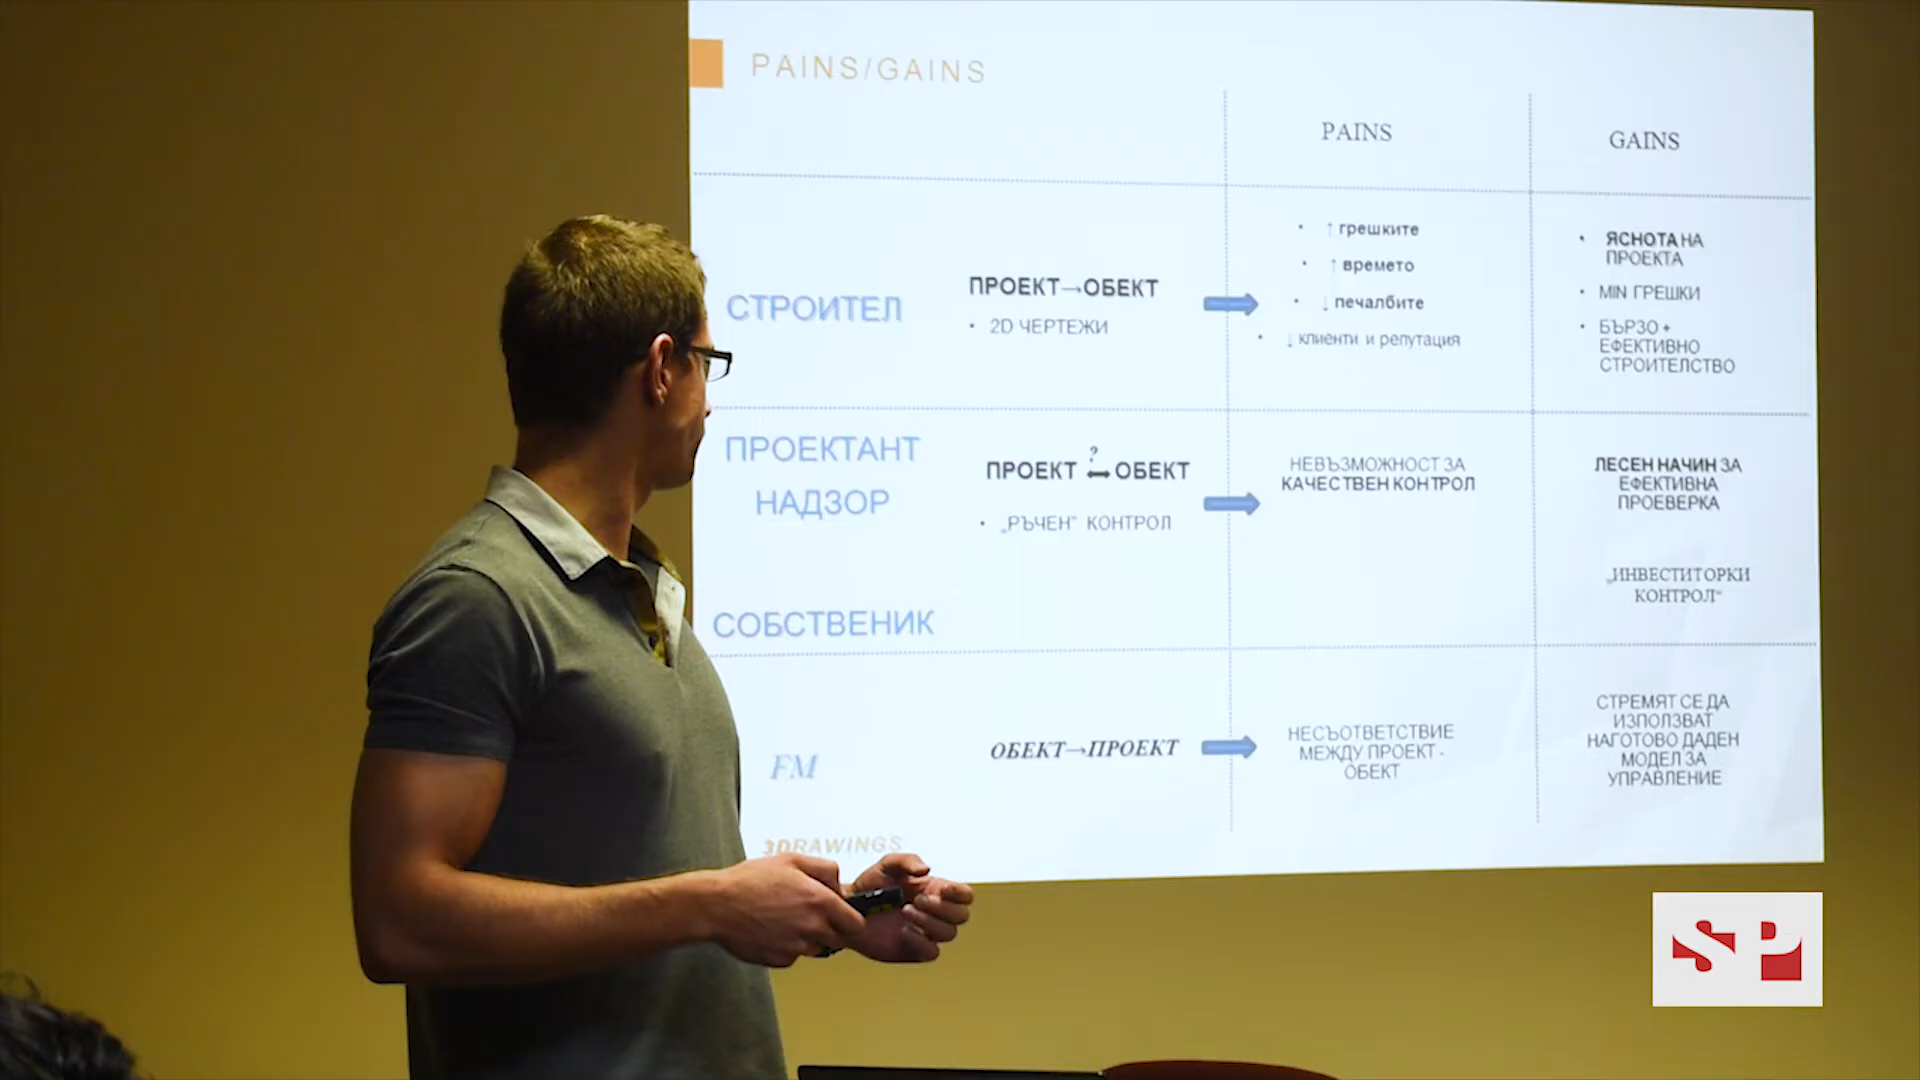 PAINS/GAINS
PAINS
GAINS
СТРОИТЕЛ
ПРОЕКТ→ОБЕКТ
• 2D ЧЕРТЕЖИ
• ↑ грешките
• ↑ времето
• ↓ печалбите
• ↓ клиенти и репутация
• ЯСНОТА НА
ПРОЕКТА
• MIN ГРЕШКИ
• БЪРЗО +
ЕФЕКТИВНО
СТРОИТЕЛСТВО
ПРОЕКТАНТ
НАДЗОР
?
ПРОЕКТ ↔ ОБЕКТ
• „РЪЧЕН“ КОНТРОЛ
НЕВЪЗМОЖНОСТ ЗА
КАЧЕСТВЕН КОНТРОЛ
ЛЕСЕН НАЧИН ЗА
ЕФЕКТИВНА
ПРОЕВЕРКА
„ИНВЕСТИТОРКИ
КОНТРОЛ“
СОБСТВЕНИК
FM
ОБЕКТ→ПРОЕКТ
НЕСЪОТВЕТСТВИЕ
МЕЖДУ ПРОЕКТ -
ОБЕКТ
СТРЕМЯТ СЕ ДА
ИЗПОЛЗВАТ
НАГОТОВО ДАДЕН
МОДЕЛ ЗА
УПРАВЛЕНИЕ
3DRAWINGS
SP